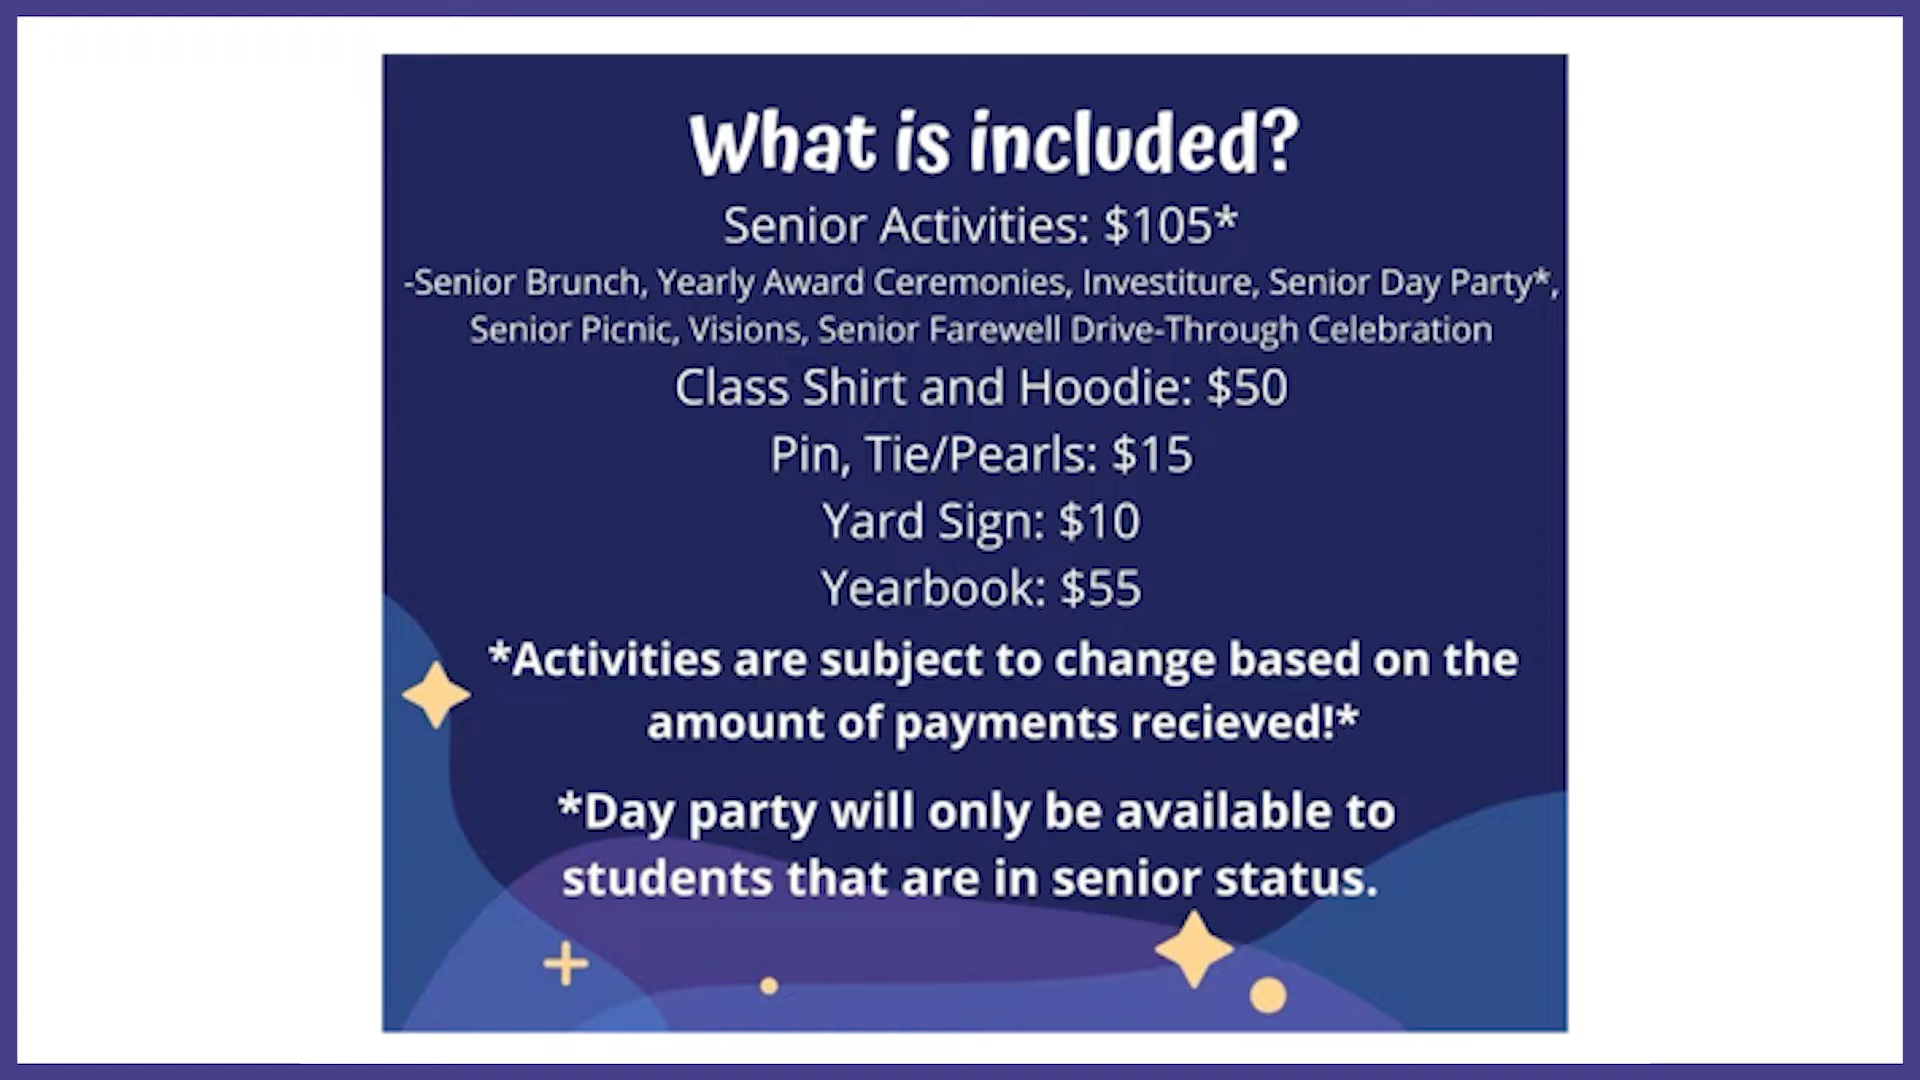 What is included?
Senior Activities: $105*
-Senior Brunch, Yearly Award Ceremonies, Investiture, Senior Day Party*,
Senior Picnic, Visions, Senior Farewell Drive-Through Celebration
Class Shirt and Hoodie: $50
Pin, Tie/Pearls: $15
Yard Sign: $10
Yearbook: $55
*Activities are subject to change based on the
amount of payments recieved!*
*Day party will only be available to
students that are in senior status.